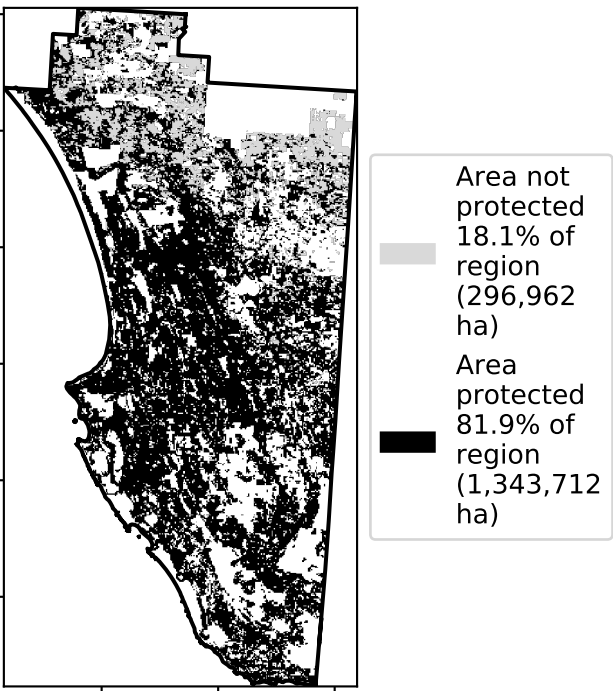 Area not
protected
18.1% of
region
(296,962
ha)
Area
protected
81.9% of
region
(1,343,712
ha)